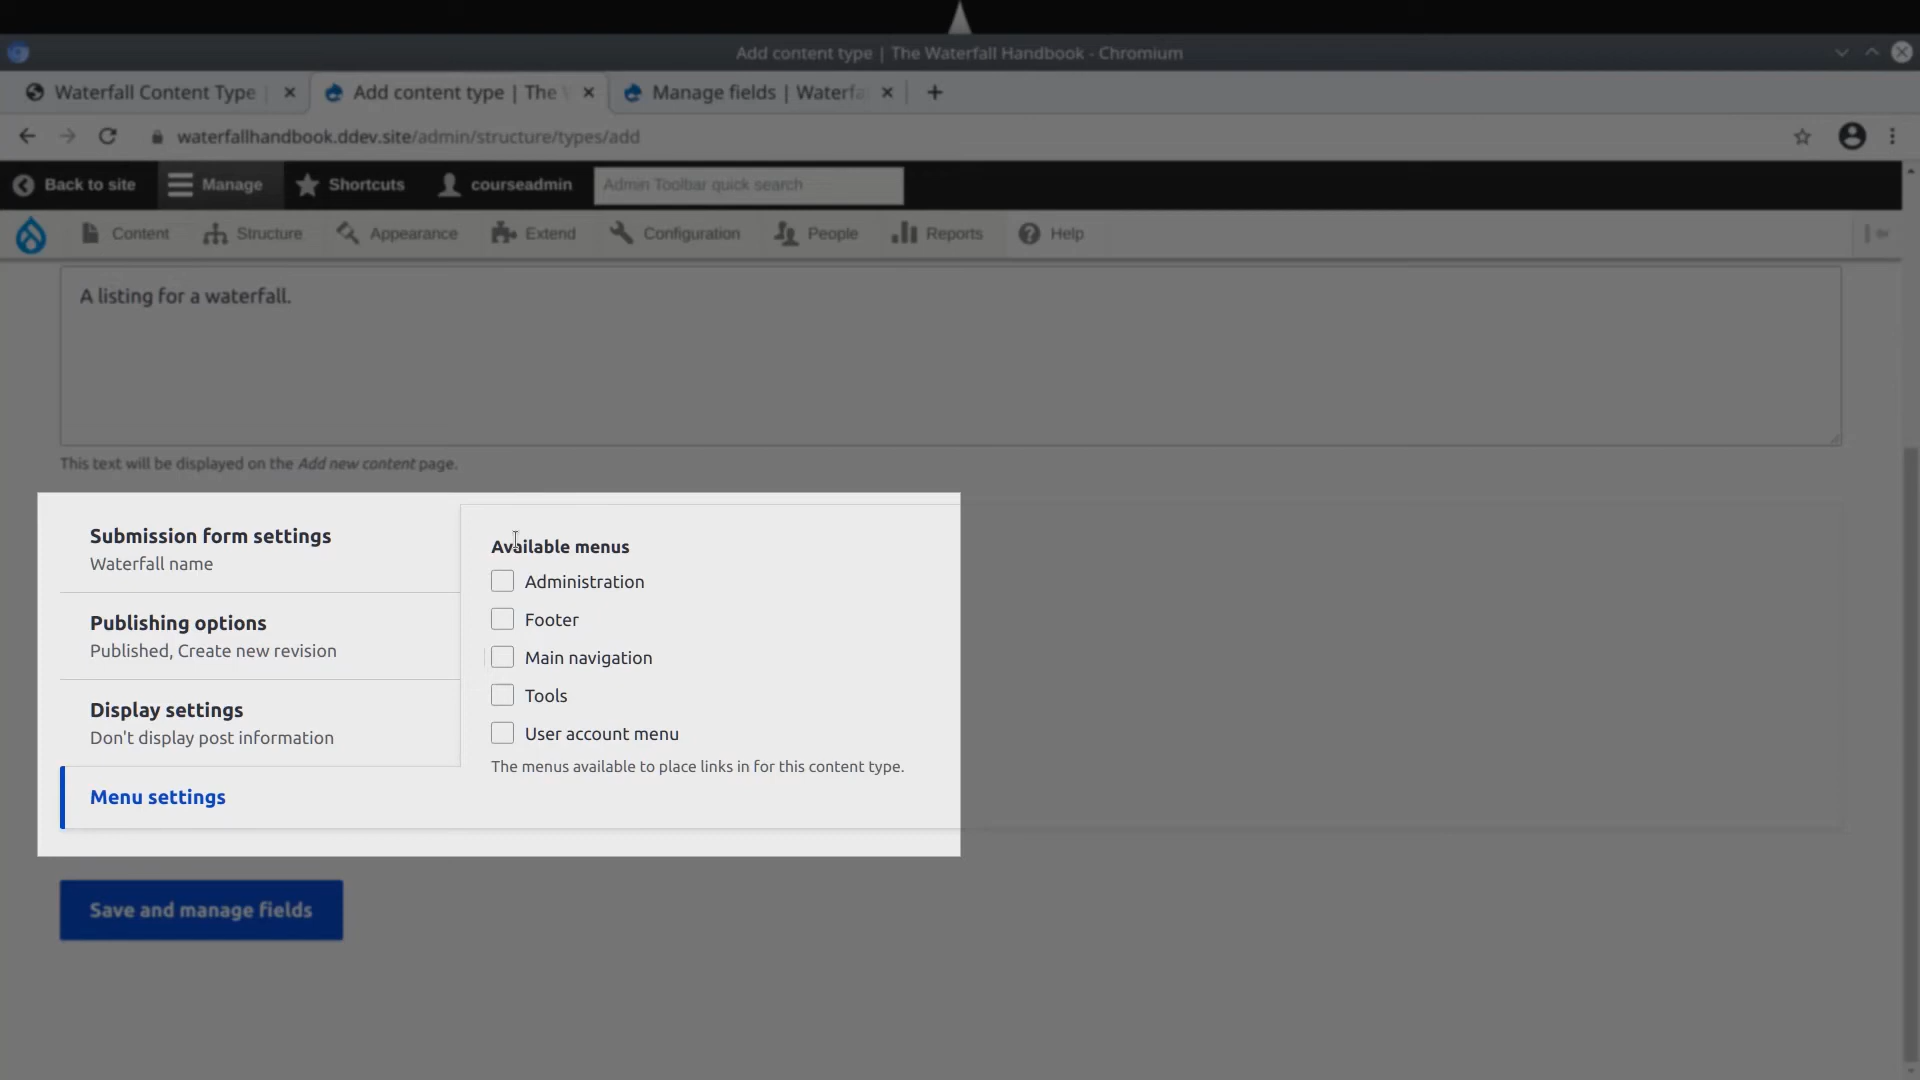 Add content type | The Waterfall Handbook - Chromium
Waterfall Content Type
Add content type | The
Manage fields | Waterfa
waterfallhandbook.ddev.site/admin/structure/types/add
Back to site
Manage
Shortcuts
courseadmin
Admin Toolbar quick search
Content
Structure
Appearance
Extend
Configuration
People
Reports
Help
A listing for a waterfall.
This text will be displayed on the Add new content page.
Submission form settings
Waterfall name
Publishing options
Published, Create new revision
Display settings
Don't display post information
Menu settings
Available menus
Administration
Footer
Main navigation
Tools
User account menu
The menus available to place links in for this content type.
Save and manage fields